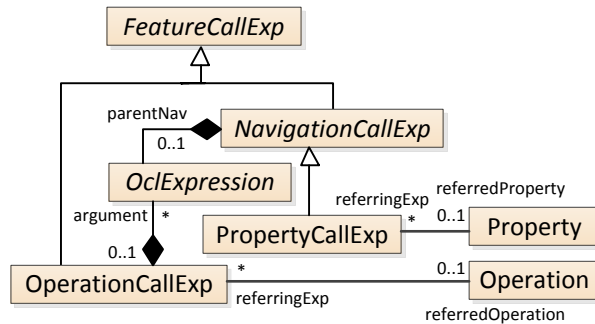 FeatureCallExp
parentNav
NavigationCallExp
0..1
OclExpression
referredProperty
argument
*
referringExp
*
0..1
PropertyCallExp
Property
0..1
*
0..1
OperationCallExp
Operation
referringExp
referredOperation